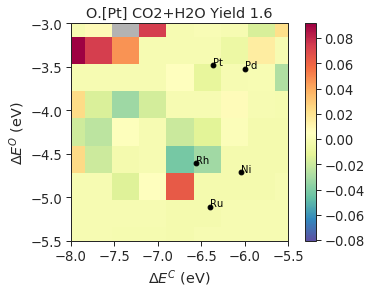 O.[Pt] CO2+H2O Yield 1.6
−3.0
−3.5
−4.0
−4.5
−5.0
−5.5
ΔE^O (eV)
Pt
Pd
Rh
Ni
Ru
−8.0 −7.5 −7.0 −6.5 −6.0 −5.5
ΔE^C (eV)
0.08
0.06
0.04
0.02
0.00
−0.02
−0.04
−0.06
−0.08